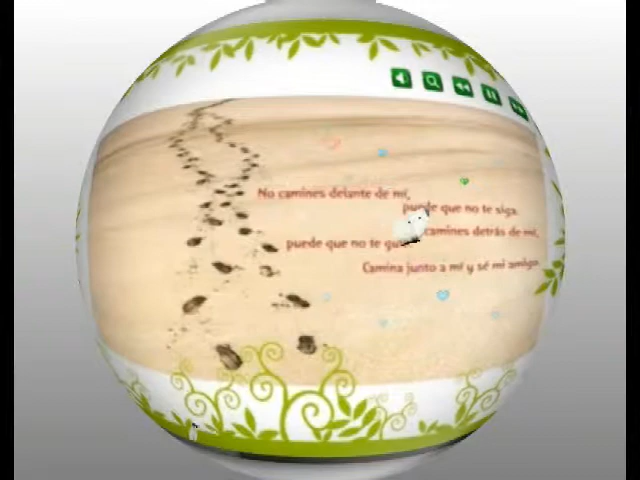 No camines delante de mí,
puede que no te siga.
camines detrás de mí,
puede que no te
Camina junto a mí y sé mi amigo.